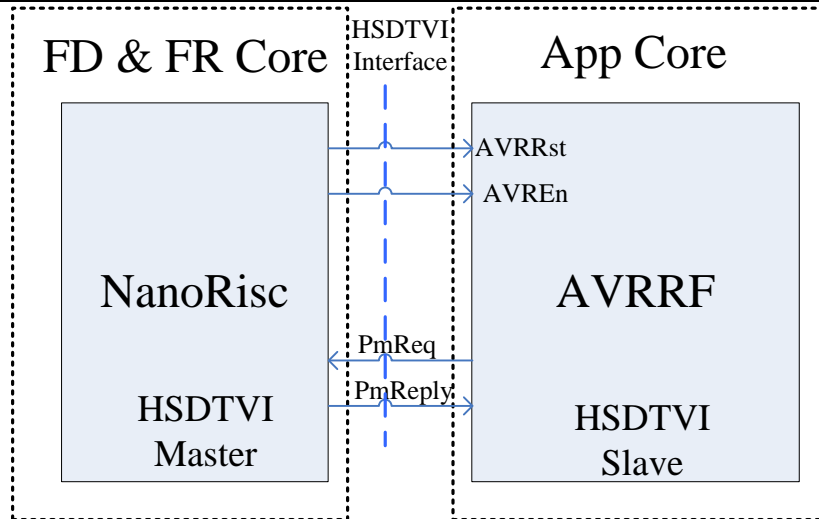 FD & FR Core
HSDTVI
Interface
App Core
AVRRst
AVREn
NanoRisc
AVRRF
PmReq
PmReply
HSDTVI
Master
HSDTVI
Slave